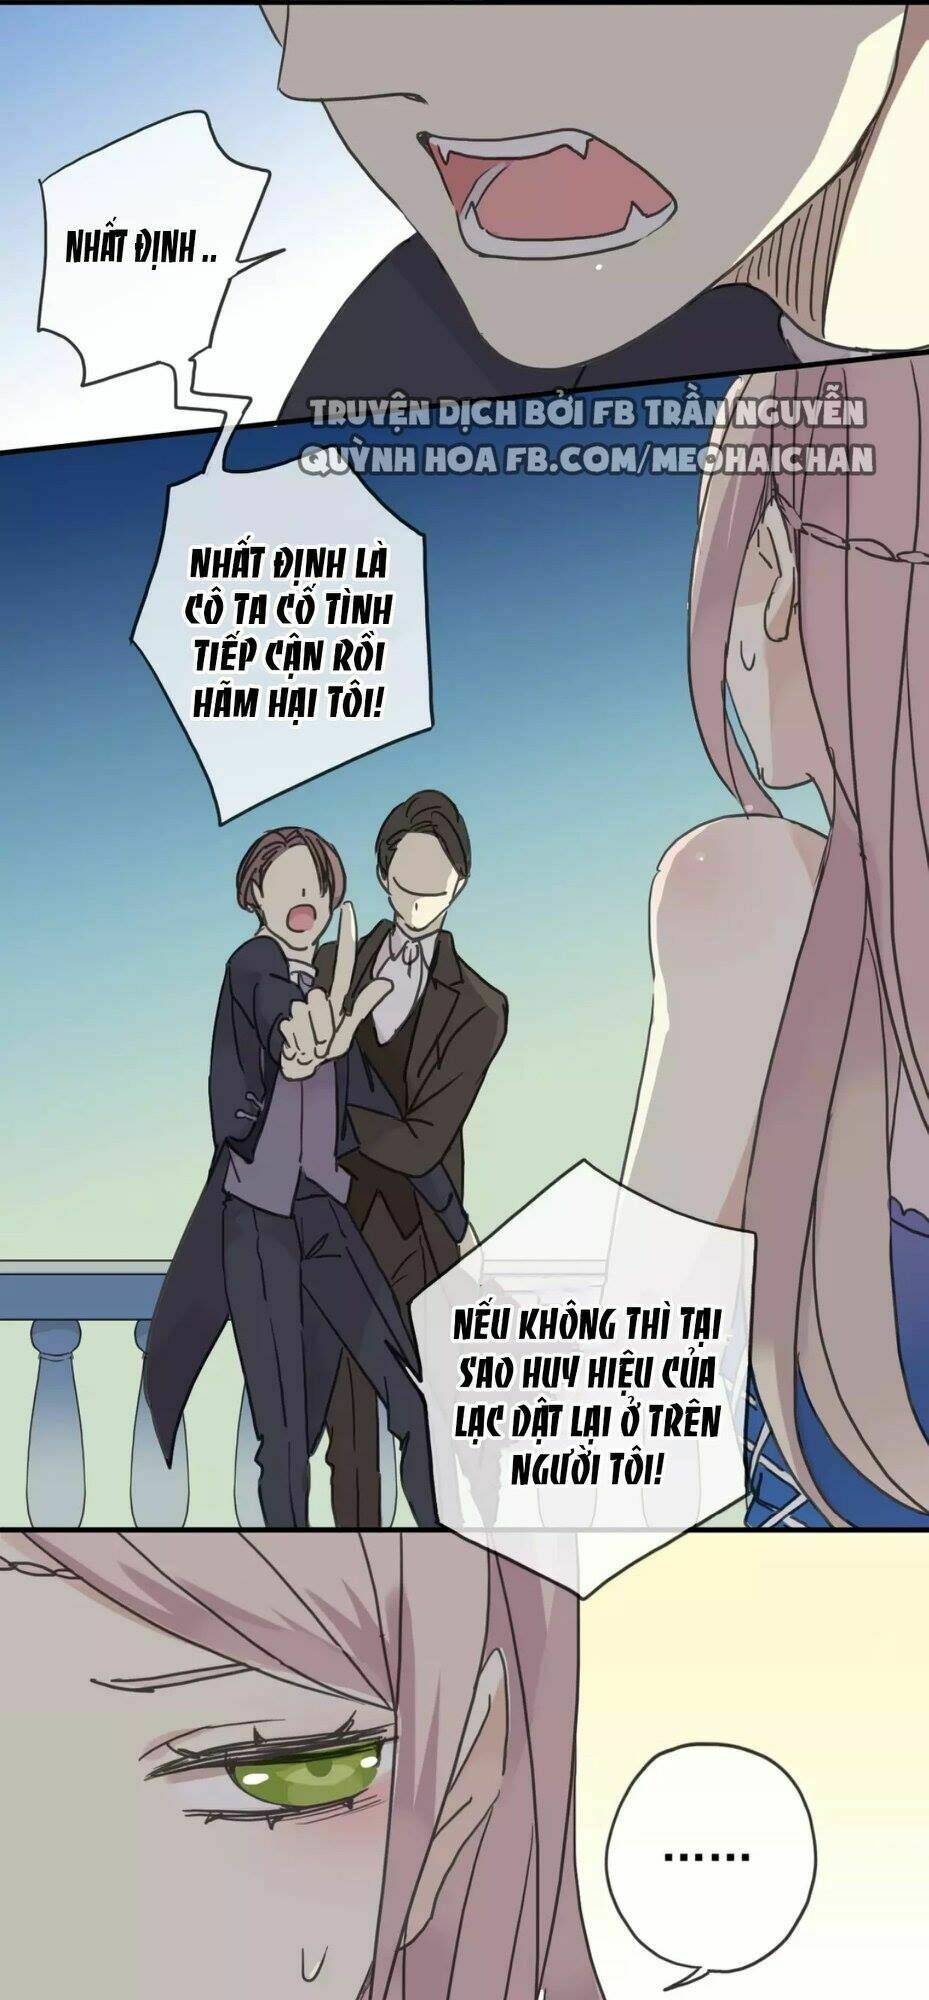 NHẤT ĐỊNH ..
TRUYỆN DỊCH BỞI FB TRẦN NGUYỄN
QUỲNH HOA FB.COM/MEOHAICHAN
NHẤT ĐỊNH LÀ
CÔ TA CỐ TÌNH
TIẾP CẬN RỒI
HÃM HẠI TÔI!
NẾU KHÔNG THÌ TẠI
SAO HUY HIỆU CỦA
LẠC DẬT LẠI Ở TRÊN
NGƯỜI TÔI!
......